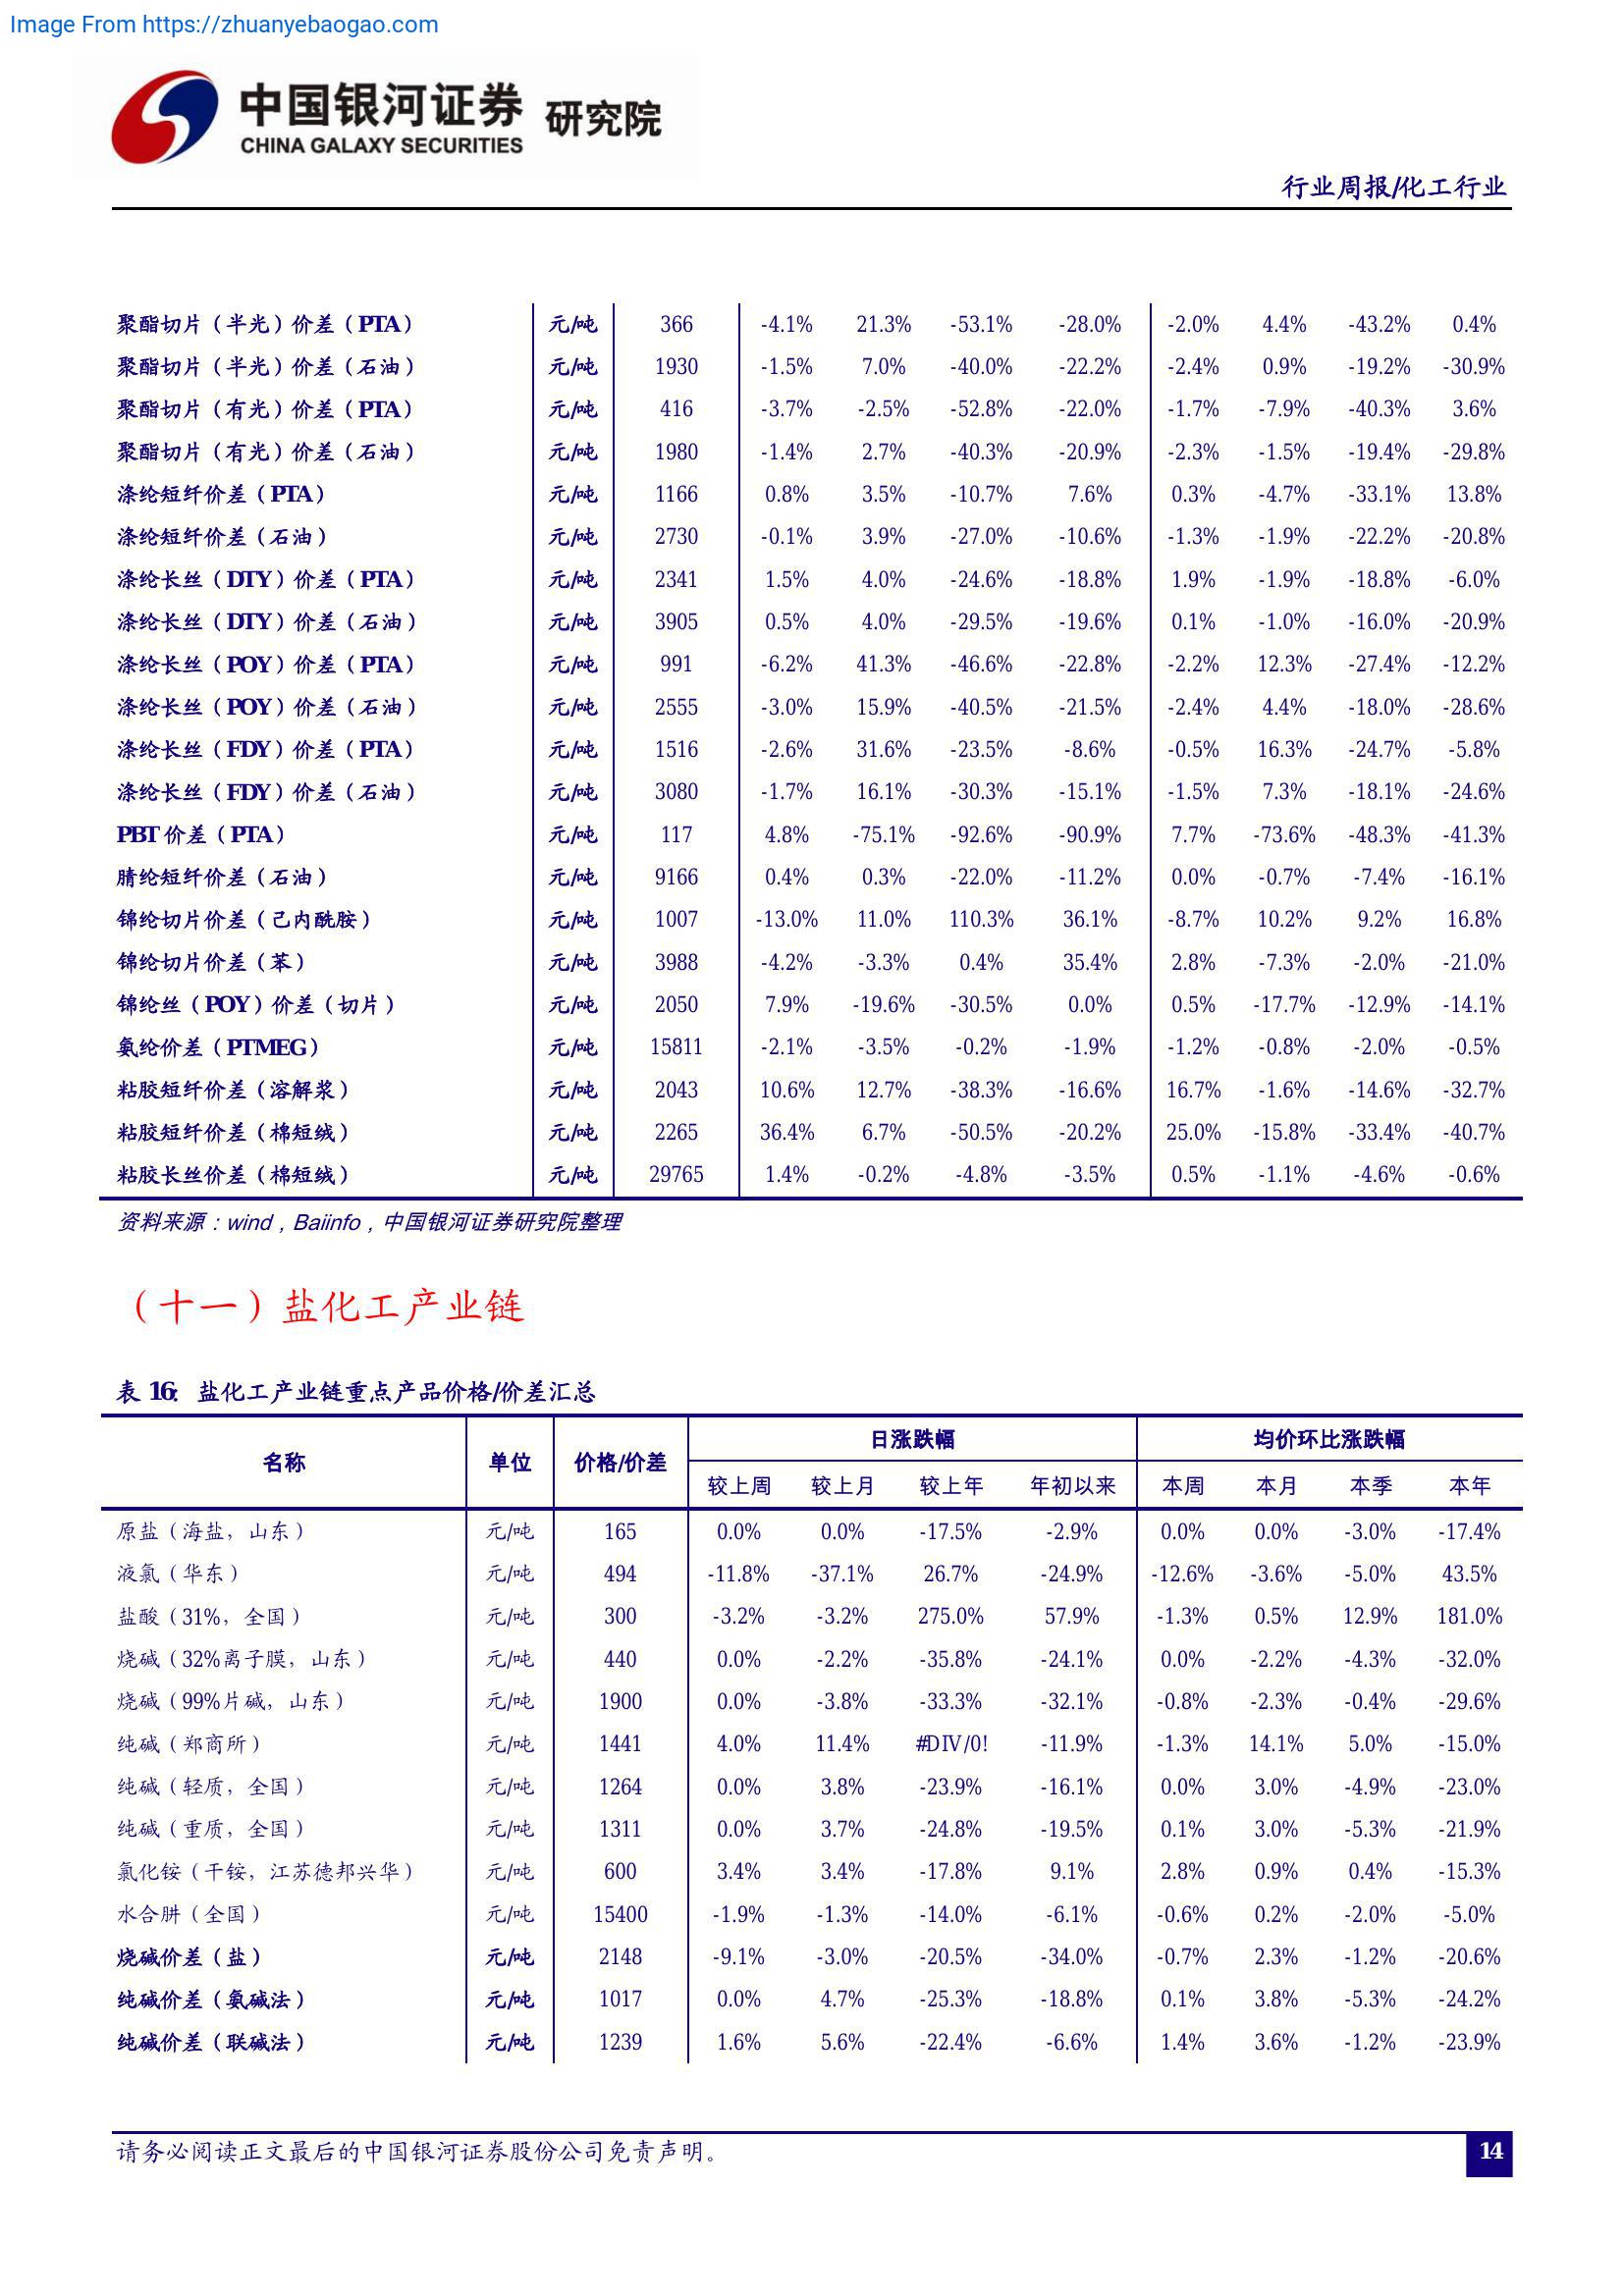 Image From https://zhuanyebaogao.com
中国银河证券 研究院
CHINA GALAXY SECURITIES
行业周报/化工行业
聚酯切片（半光）价差（PTA） 元/吨 366 -4.1% 21.3% -53.1% -28.0% -2.0% 4.4% -43.2% 0.4%
聚酯切片（半光）价差（石油） 元/吨 1930 -1.5% 7.0% -40.0% -22.2% -2.4% 0.9% -19.2% -30.9%
聚酯切片（有光）价差（PTA） 元/吨 416 -3.7% -2.5% -52.8% -22.0% -1.7% -7.9% -40.3% 3.6%
聚酯切片（有光）价差（石油） 元/吨 1980 -1.4% 2.7% -40.3% -20.9% -2.3% -1.5% -19.4% -29.8%
涤纶短纤价差（PTA） 元/吨 1166 0.8% 3.5% -10.7% 7.6% 0.3% -4.7% -33.1% 13.8%
涤纶短纤价差（石油） 元/吨 2730 -0.1% 3.9% -27.0% -10.6% -1.3% -1.9% -22.2% -20.8%
涤纶长丝（DTY）价差（PTA） 元/吨 2341 1.5% 4.0% -24.6% -18.8% 1.9% -1.9% -18.8% -6.0%
涤纶长丝（DTY）价差（石油） 元/吨 3905 0.5% 4.0% -29.5% -19.6% 0.1% -1.0% -16.0% -20.9%
涤纶长丝（POY）价差（PTA） 元/吨 991 -6.2% 41.3% -46.6% -22.8% -2.2% 12.3% -27.4% -12.2%
涤纶长丝（POY）价差（石油） 元/吨 2555 -3.0% 15.9% -40.5% -21.5% -2.4% 4.4% -18.0% -28.6%
涤纶长丝（FDY）价差（PTA） 元/吨 1516 -2.6% 31.6% -23.5% -8.6% -0.5% 16.3% -24.7% -5.8%
涤纶长丝（FDY）价差（石油） 元/吨 3080 -1.7% 16.1% -30.3% -15.1% -1.5% 7.3% -18.1% -24.6%
PBT 价差（PTA） 元/吨 117 4.8% -75.1% -92.6% -90.9% 7.7% -73.6% -48.3% -41.3%
腈纶短纤价差（石油） 元/吨 9166 0.4% 0.3% -22.0% -11.2% 0.0% -0.7% -7.4% -16.1%
锦纶切片价差（己内酰胺） 元/吨 1007 -13.0% 11.0% 110.3% 36.1% -8.7% 10.2% 9.2% 16.8%
锦纶切片价差（苯） 元/吨 3988 -4.2% -3.3% 0.4% 35.4% 2.8% -7.3% -2.0% -21.0%
锦纶丝（POY）价差（切片） 元/吨 2050 7.9% -19.6% -30.5% 0.0% 0.5% -17.7% -12.9% -14.1%
氨纶价差（PTMEG） 元/吨 15811 -2.1% -3.5% -0.2% -1.9% -1.2% -0.8% -2.0% -0.5%
粘胶短纤价差（溶解浆） 元/吨 2043 10.6% 12.7% -38.3% -16.6% 16.7% -1.6% -14.6% -32.7%
粘胶短纤价差（棉短绒） 元/吨 2265 36.4% 6.7% -50.5% -20.2% 25.0% -15.8% -33.4% -40.7%
粘胶长丝价差（棉短绒） 元/吨 29765 1.4% -0.2% -4.8% -3.5% 0.5% -1.1% -4.6% -0.6%
资料来源：wind，Baiinfo，中国银河证券研究院整理
（十一）盐化工产业链
表 16: 盐化工产业链重点产品价格/价差汇总
名称 单位 价格/价差 日涨跌幅 均价环比涨跌幅
较上周 较上月 较上年 年初以来 本周 本月 本季 本年
原盐（海盐，山东） 元/吨 165 0.0% 0.0% -17.5% -2.9% 0.0% 0.0% -3.0% -17.4%
液氯（华东） 元/吨 494 -11.8% -37.1% 26.7% -24.9% -12.6% -3.6% -5.0% 43.5%
盐酸（31%，全国） 元/吨 300 -3.2% -3.2% 275.0% 57.9% -1.3% 0.5% 12.9% 181.0%
烧碱（32%离子膜，山东） 元/吨 440 0.0% -2.2% -35.8% -24.1% 0.0% -2.2% -4.3% -32.0%
烧碱（99%片碱，山东） 元/吨 1900 0.0% -3.8% -33.3% -32.1% -0.8% -2.3% -0.4% -29.6%
纯碱（郑商所） 元/吨 1441 4.0% 11.4% #DIV/0! -11.9% -1.3% 14.1% 5.0% -15.0%
纯碱（轻质，全国） 元/吨 1264 0.0% 3.8% -23.9% -16.1% 0.0% 3.0% -4.9% -23.0%
纯碱（重质，全国） 元/吨 1311 0.0% 3.7% -24.8% -19.5% 0.1% 3.0% -5.3% -21.9%
氯化铵（干铵，江苏德邦兴华） 元/吨 600 3.4% 3.4% -17.8% 9.1% 2.8% 0.9% 0.4% -15.3%
水合肼（全国） 元/吨 15400 -1.9% -1.3% -14.0% -6.1% -0.6% 0.2% -2.0% -5.0%
烧碱价差（盐） 元/吨 2148 -9.1% -3.0% -20.5% -34.0% -0.7% 2.3% -1.2% -20.6%
纯碱价差（氨碱法） 元/吨 1017 0.0% 4.7% -25.3% -18.8% 0.1% 3.8% -5.3% -24.2%
纯碱价差（联碱法） 元/吨 1239 1.6% 5.6% -22.4% -6.6% 1.4% 3.6% -1.2% -23.9%
请务必阅读正文最后的中国银河证券股份公司免责声明。 14